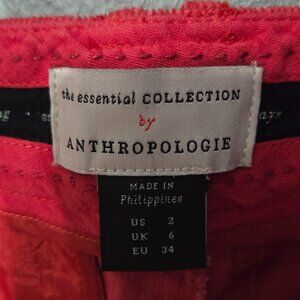 the essential COLLECTION
by
ANTHROPOLOGIE
MADE IN
Philippines
US 2
UK 6
EU 34